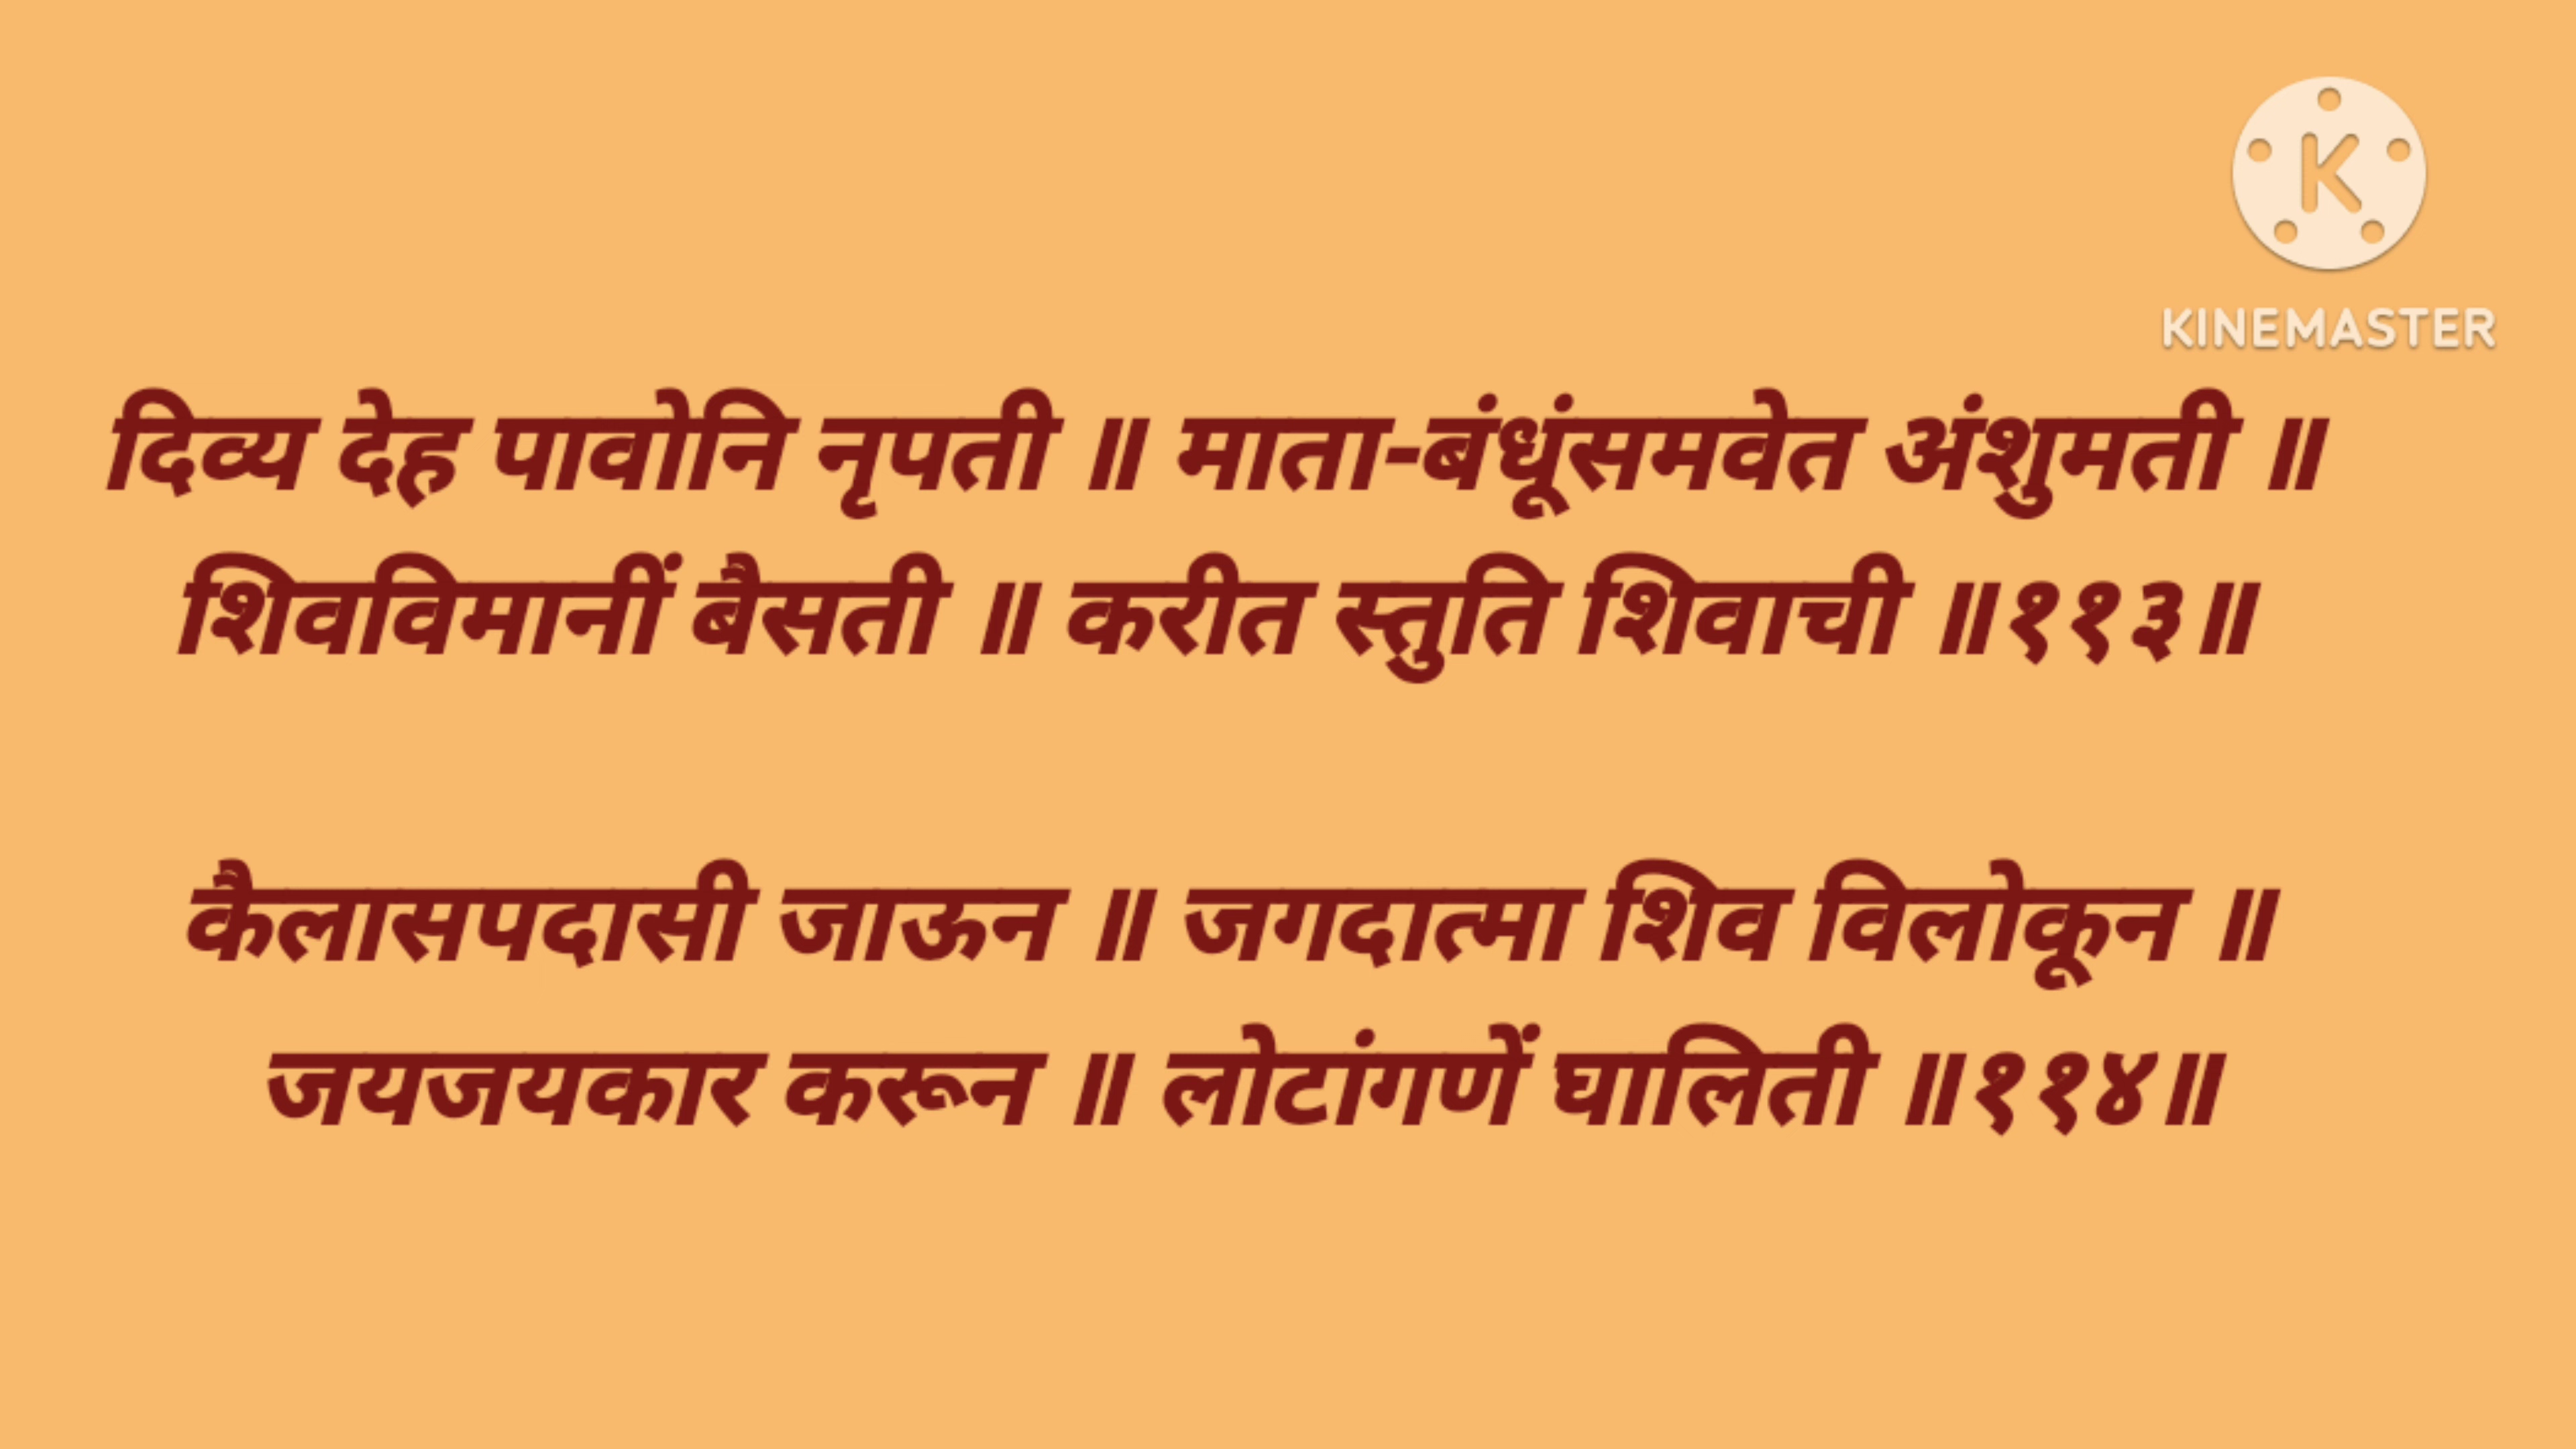 KINEMASTER
दिव्य देह पावोनि नृपती ॥ माता-बंधूंसमवेत अंशुमती ॥
शिवविमानीं बैसती ॥ करीत स्तुति शिवाची ॥११३॥
कैलासपदासी जाऊन ॥ जगदात्मा शिव विलोकून ॥
जयजयकार करून ॥ लोटांगणें घालिती ॥११४॥